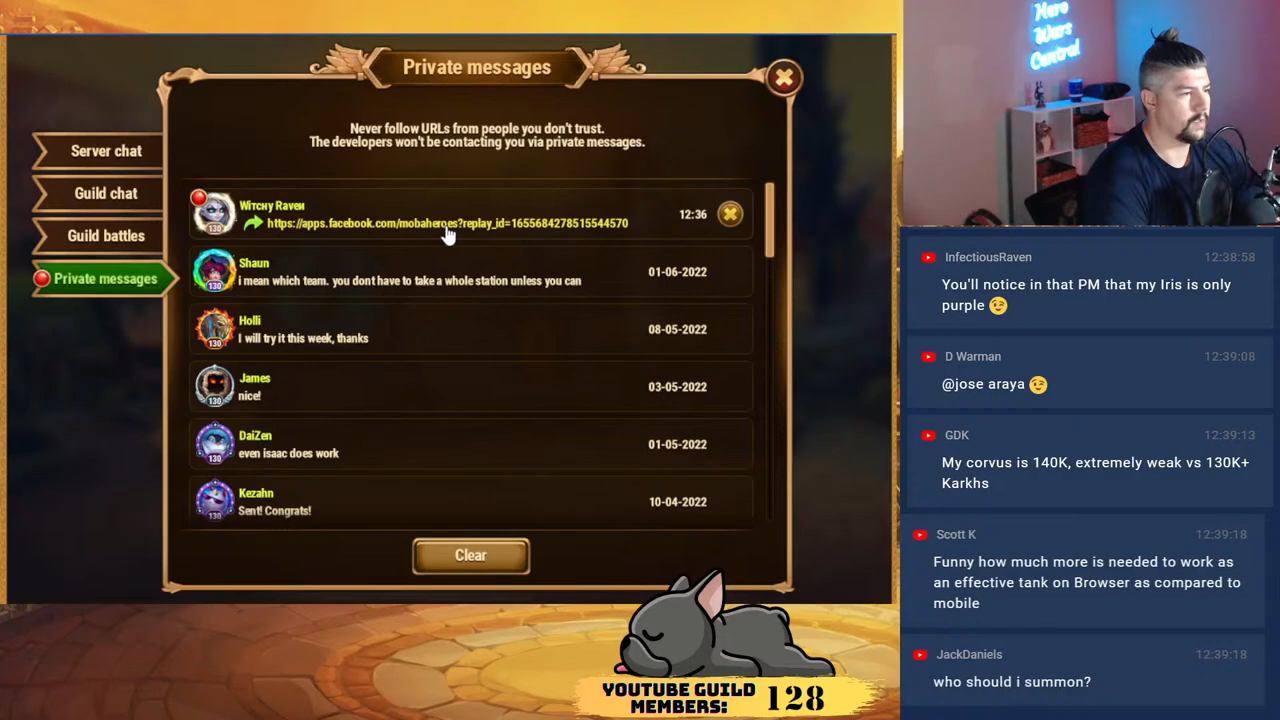 Private messages
Never follow URLs from people you don't trust.
The developers won't be contacting you via private messages.
Server chat
Guild chat
Guild battles
Private messages
Witchy Raven
130
https://apps.facebook.com/mobaheroes?replay_id=1655684278515544570
12:36
Shaun
130
i mean which team. you dont have to take a whole station unless you can
01-06-2022
Holli
130
I will try it this week, thanks
08-05-2022
James
130
nice!
03-05-2022
DaiZen
130
even isaac does work
01-05-2022
Kezahn
130
Sent! Congrats!
10-04-2022
Clear
YOUTUBE GUILD
MEMBERS:
128
Hero
Wars
Central
InfectiousRaven
12:38:58
You'll notice in that PM that my Iris is only
purple 😉
D Warman
12:39:08
@jose araya 😉
GDK
12:39:13
My corvus is 140K, extremely weak vs 130K+
Karkhs
Scott K
12:39:18
Funny how much more is needed to work as
an effective tank on Browser as compared to
mobile
JackDaniels
12:39:18
who should i summon?